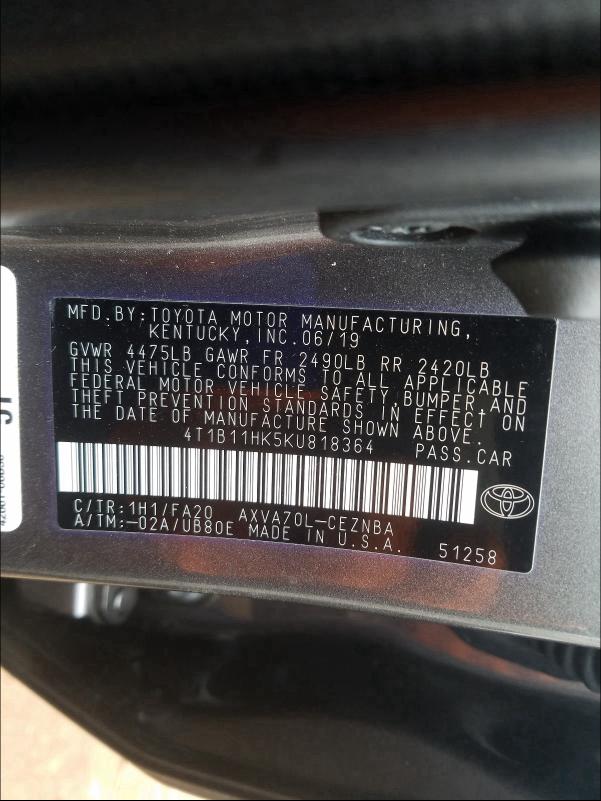 MFD.BY:TOYOTA MOTOR MANUFACTURING,
KENTUCKY, INC. 06/19
GVWR 4475LB GAWR FR 2490LB RR 2420LB
THIS VEHICLE CONFORMS TO ALL APPLICABLE
FEDERAL MOTOR VEHICLE SAFETY,BUMPER,AND
THEFT PREVENTION STANDARDS IN EFFECT ON
THE DATE OF MANUFACTURE SHOWN ABOVE.
4T1B11HK5KU818364 PASS.CAR
C/TR:1H1/FA20 AXVA70L-CEZNBA
A/TM:-02A/UB80E MADE IN U.S.A. 51258